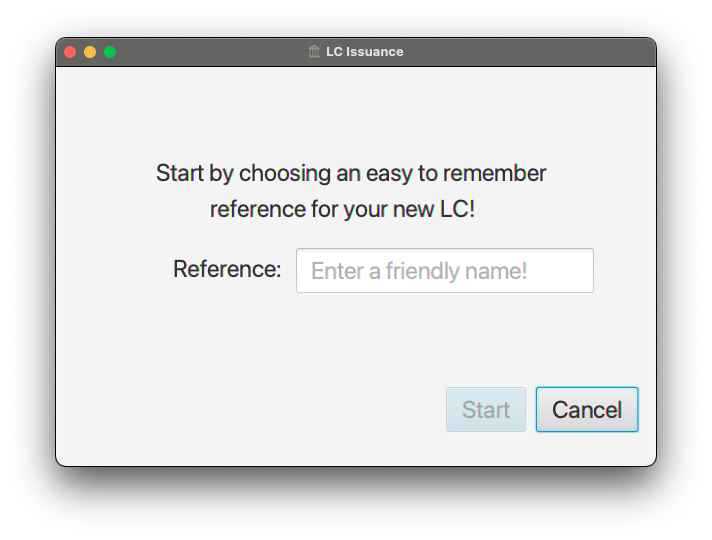 LC Issuance
Start by choosing an easy to remember
reference for your new LC!
Reference: Enter a friendly name!
Start Cancel